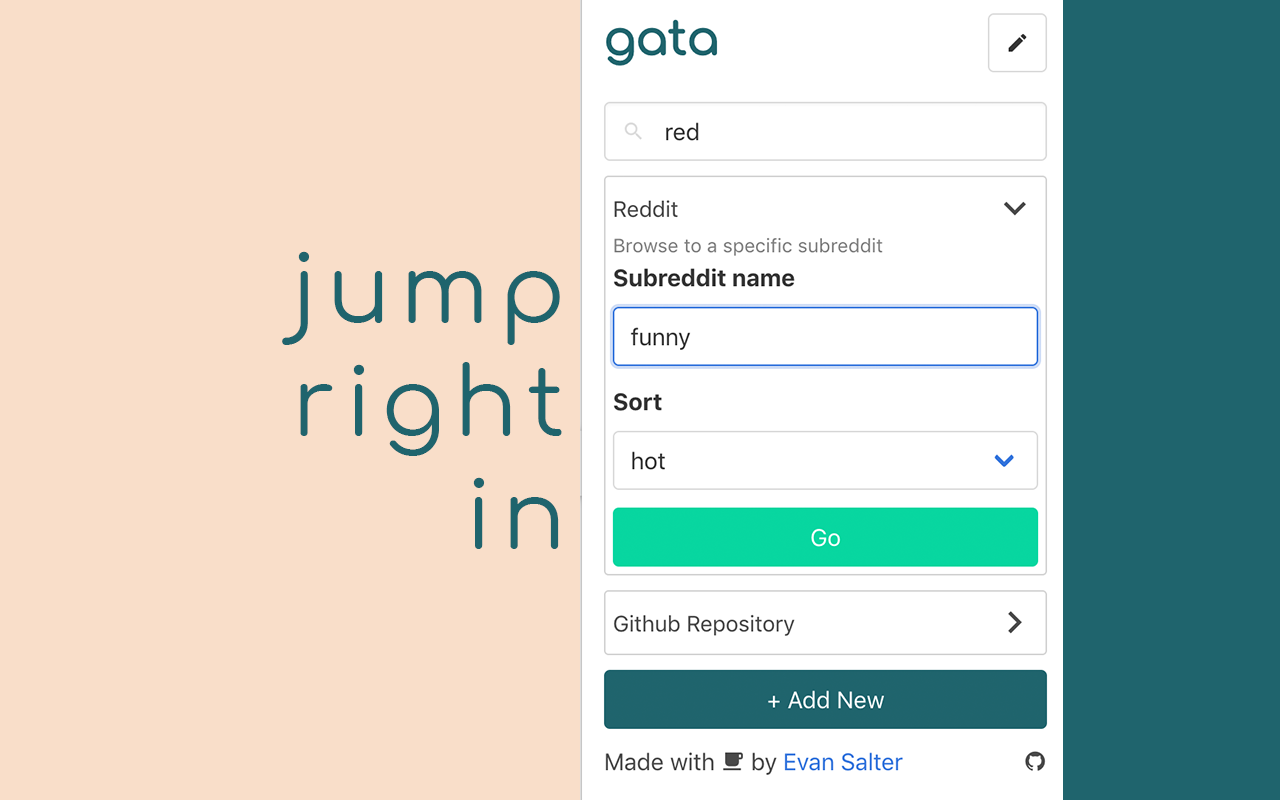 jump
right
in
gata
red
Reddit
Browse to a specific subreddit
Subreddit name
funny
Sort
hot
Go
Github Repository
+ Add New
Made with by Evan Salter